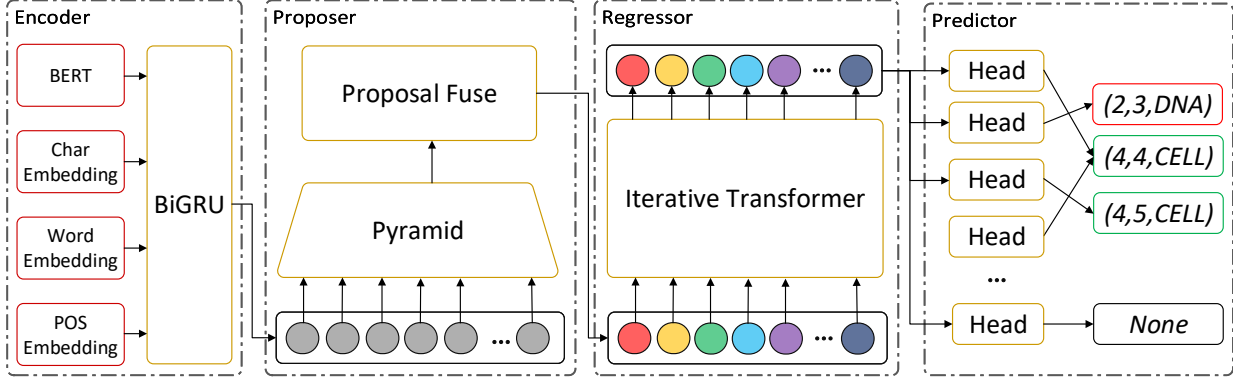 Encoder
BERT
Char
Embedding
Word
Embedding
POS
Embedding
BiGRU
Proposer
Proposal Fuse
Pyramid
...
Regressor
...
Iterative Transformer
...
Predictor
Head
Head
Head
Head
...
Head
(2,3,DNA)
(4,4,CELL)
(4,5,CELL)
None